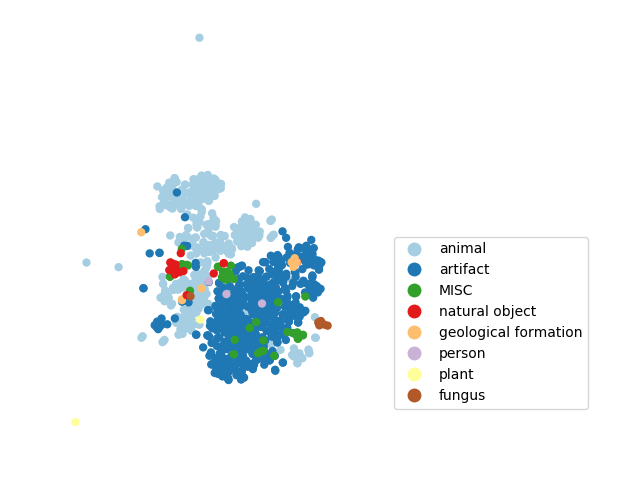 animal
artifact
MISC
natural object
geological formation
person
plant
fungus